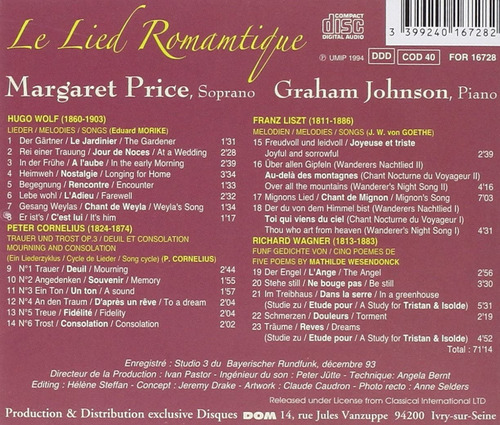 Le Lied Romamtique
COMPACT
disc
DIGITAL AUDIO
3 399240 167282
℗ UMIP 1994
DDD
COD 40
FOR 16728
Margaret Price, Soprano
Graham Johnson, Piano
HUGO WOLF (1860-1903)
LIEDER / MELODIES / SONGS (Eduard MORIKE)
1 Der Gärtner / Le Jardinier / The Gardener 1'31
2 Rei einer Trauung / Jour de Noces / At a Wedding 2'28
3 In der Frühe / A l'aube / In the early Morning 2'28
4 Heimweh / Nostalgie / Longing for Home 2'31
5 Begegnung / Rencontre / Encounter 1'31
6 Lebe wohl / L'Adieu / Farewell 2'31
7 Gesang Weylas / Chant de Weyla / Weyla's Song 1'37
8 Er ist's / C'est lui / It's him 1'17
PETER CORNELIUS (1824-1874)
TRAUER UND TROST OP.3 / DEUIL ET CONSOLATION
MOURNING AND CONSOLATION
(Ein Liederzyklus / Cycle de Lieder / Song cycle) (P. CORNELIUS)
9 N°1 Trauer / Deuil / Mourning 2'44
10 N°2 Angedenken / Souvenir / Memory 2'11
11 N°3 Ein Ton / Un ton / A sound 1'57
12 N°4 An den Traum / D'après un rêve / To a dream 2'04
13 N°5 Treue / Fidélité / Fidelity 2'01
14 N°6 Trost / Consolation / Consolation 2'02
FRANZ LISZT (1811-1886)
MELODIEN / MELODIES / SONGS (J. W. von GOETHE)
15 Freudvoll und leidvoll / Joyeuse et triste
Joyful and sorrowful 2'39
16 Über allen Gipfeln (Wanderers Nachtlied II)
Au-delà des montagnes (Chant Nocturne du Voyageur II)
Over all the mountains (Wanderer's Night Song II)
17 Mignons Lied / Chant de Mignon / Mignon's Song
18 Der du von dem Himmel bist (Wanderers Nachtlied I)
Toi qui viens du ciel (Chant Nocturne du Voyageur I)
Thou who art from heaven (Wanderer's Night Song I)
RICHARD WAGNER (1813-1883)
FUNF GEDICHTE VON / CINQ POEMES DE
FIVE POEMS BY MATHILDE WESENDONCK
19 Der Engel / L'Ange / The Angel 2'56
20 Stehe still / Ne bouge pas / Be still 3'30
21 Im Treibhaus / Dans la serre / In a greenhouse
(Studie zu / Etude pour / A Study for Tristan & Isolde) 5'51
22 Schmerzen / Douleurs / Torment 2'19
23 Träume / Reves / Dreams
(Studie zu / Etude pour / A Study for Tristan & Isolde) 4'52
Total : 71'14
Enregistré : Studio 3 du Bayerischer Rundfunk, décembre 93
Directeur de la Production : Ivan Pastor - Ingénieur du son : Peter Jütte - Technique: Angela Bernt
Editing : Hélène Steffan - Concept : Jeremy Drake - Artwork : Claude Caudron - Photo recto : Anne Selders
Released under License from Classical International LTD
Production & Distribution exclusive Disques DOM 14, rue Jules Vanzuppe 94200 Ivry-sur-Seine